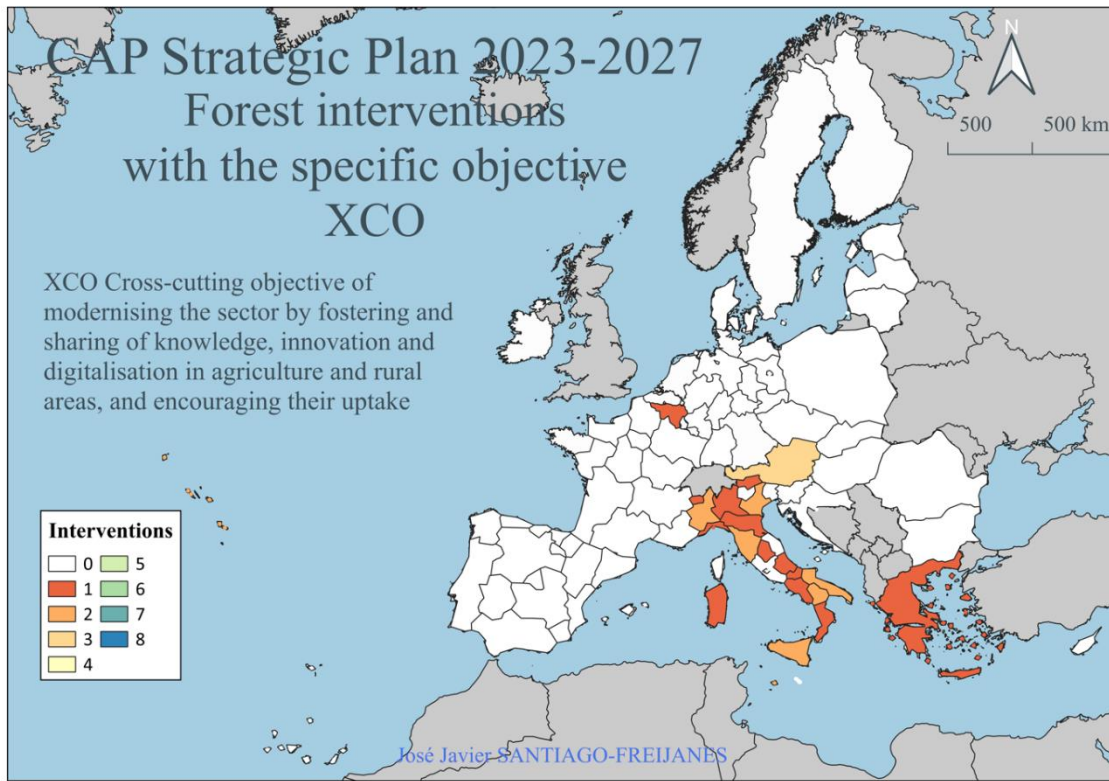 CAP Strategic Plan 2023-2027
Forest interventions
with the specific objective
XCO
N
500 500 km
XCO Cross-cutting objective of
modernising the sector by fostering and
sharing of knowledge, innovation and
digitalisation in agriculture and rural
areas, and encouraging their uptake
Interventions
0 5
1 6
2 7
3 8
4
José Javier SANTIAGO-FREIJANES